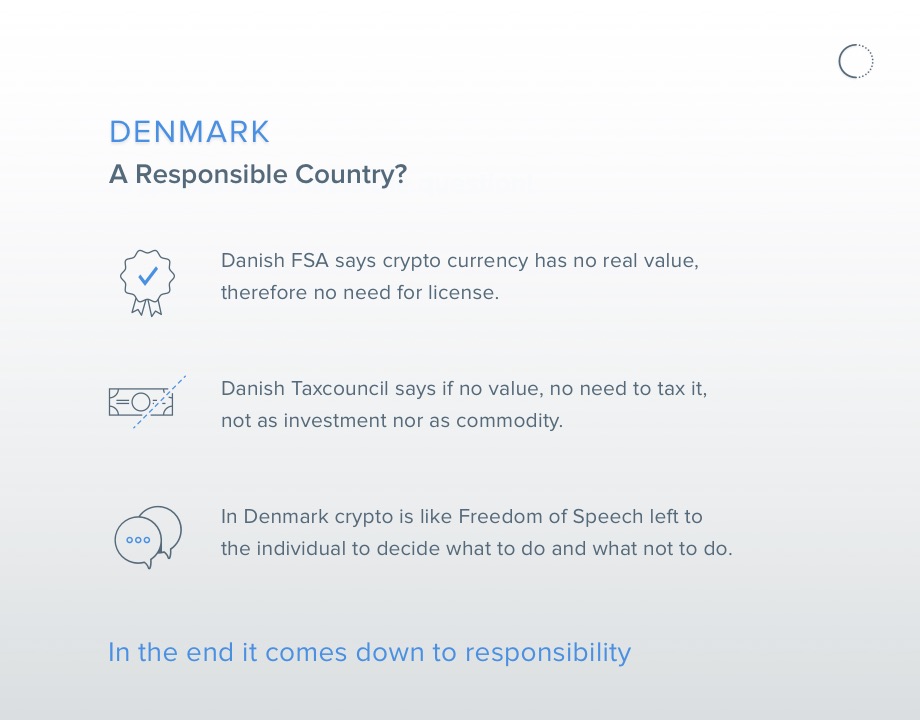 DENMARK
A Responsible Country?
Danish FSA says crypto currency has no real value,
therefore no need for license.
Danish Taxcouncil says if no value, no need to tax it,
not as investment nor as commodity.
In Denmark crypto is like Freedom of Speech left to
the individual to decide what to do and what not to do.
In the end it comes down to responsibility